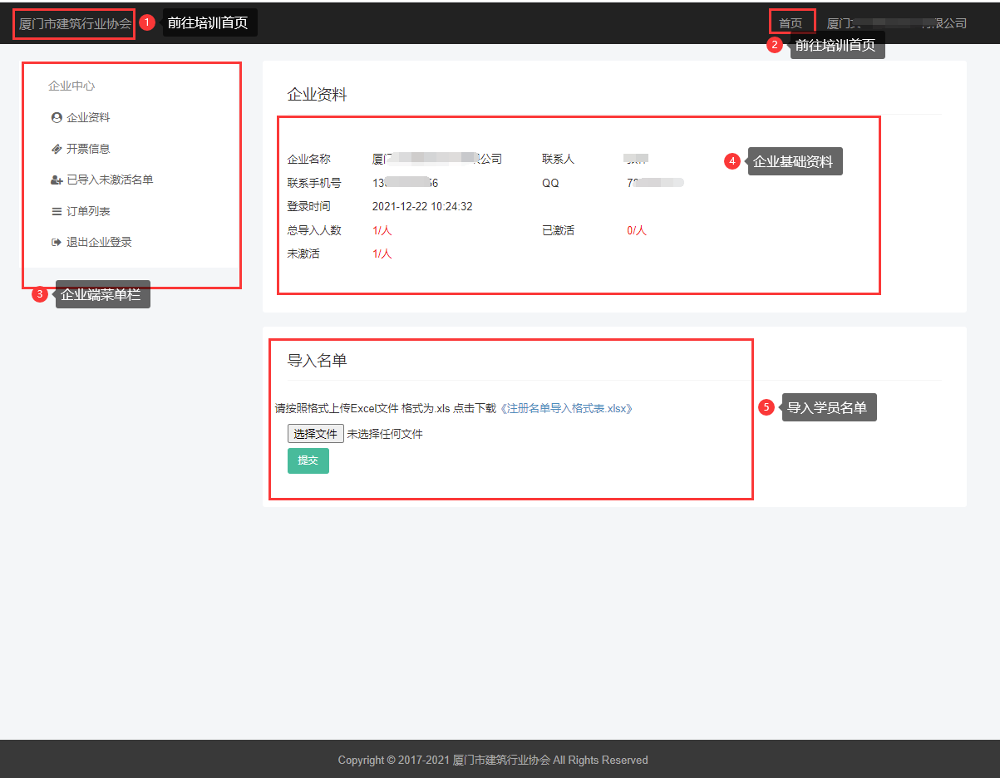 厦门市建筑行业协会 1 前往培训首页 首页 厦门 有限公司
2 前往培训首页
企业中心
企业资料
开票信息
已导入未激活名单
订单列表
退出企业登录
3 企业端菜单栏
企业资料
企业名称 厦门 公司 联系人
4 企业基础资料
联系手机号 13 56 QQ 7
登录时间 2021-12-22 10:24:32
总导入人数 1/人 已激活 0/人
未激活 1/人
导入名单
请按照格式上传Excel文件 格式为.xls 点击下载《注册名单导入格式表.xlsx》
5 导入学员名单
选择文件 未选择任何文件
提交
Copyright © 2017-2021 厦门市建筑行业协会 All Rights Reserved